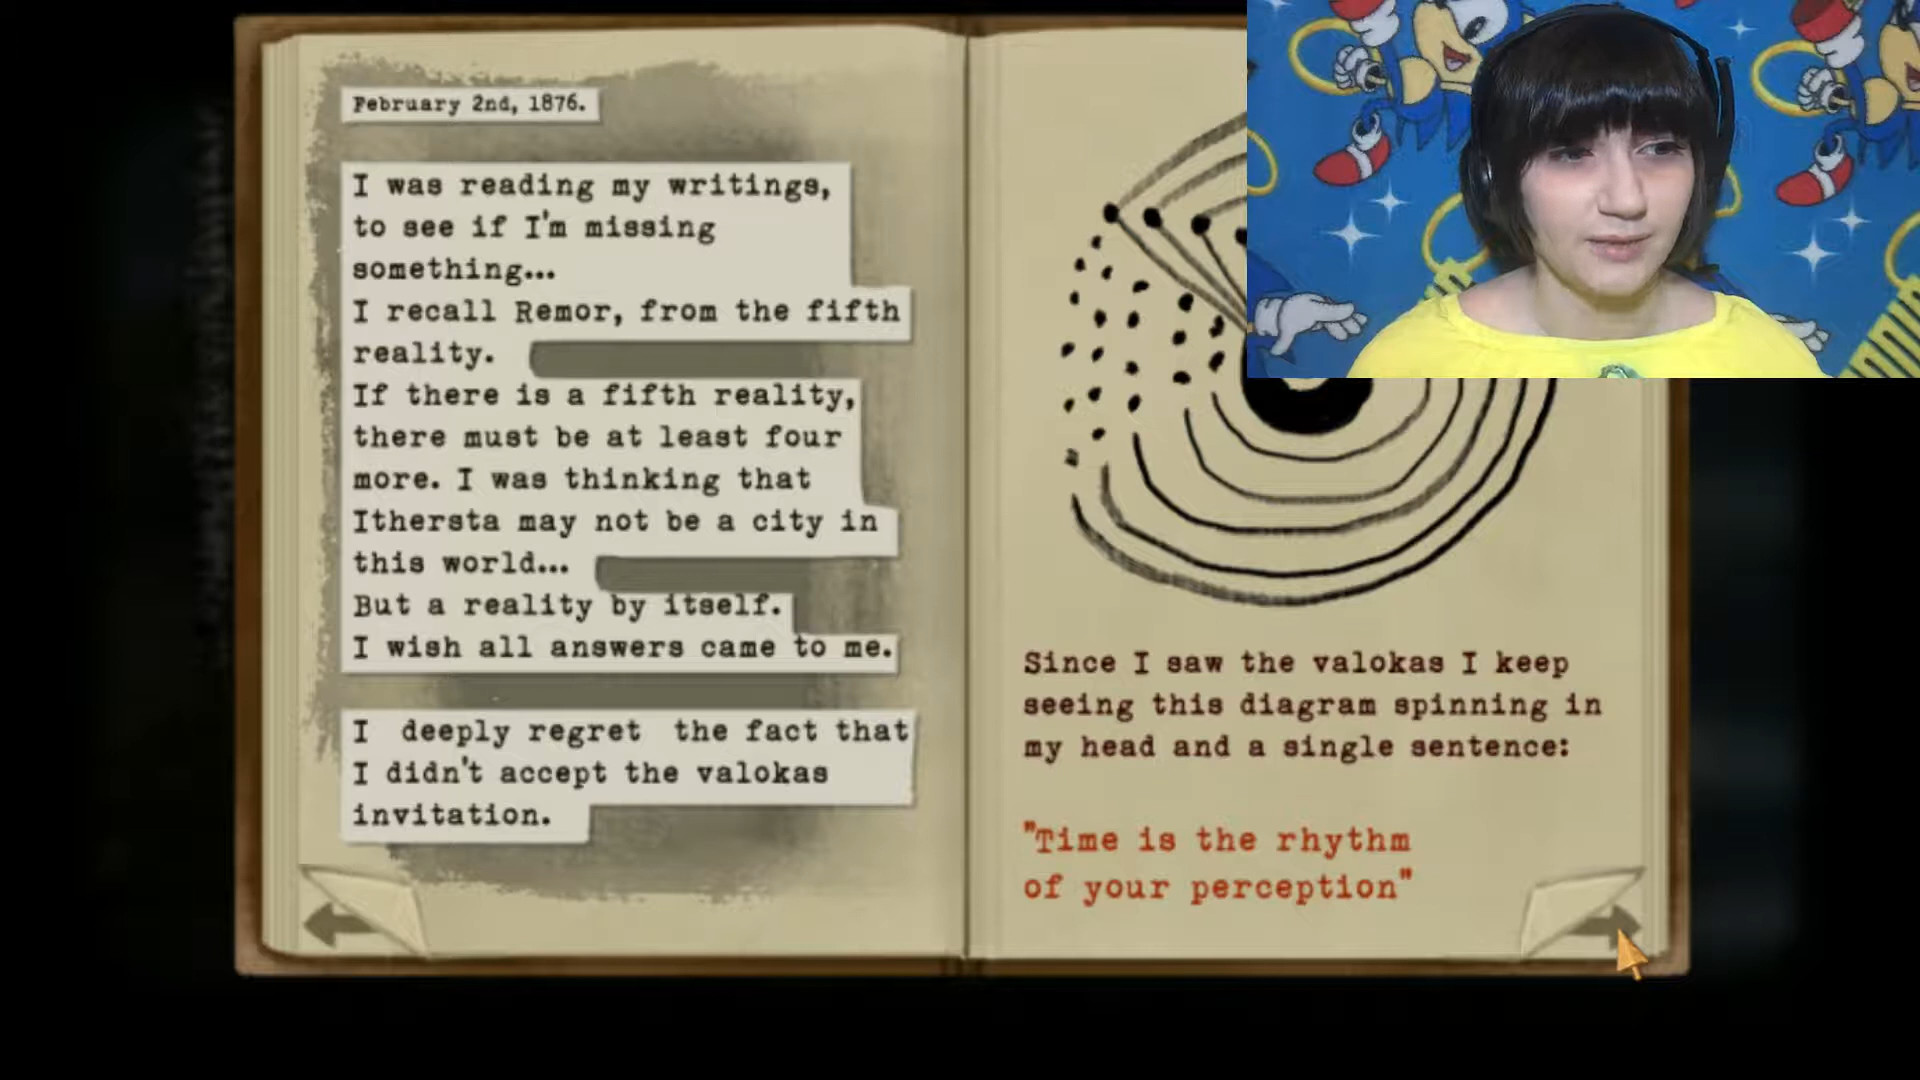 February 2nd, 1876.
I was reading my writings,
to see if I'm missing
something...
I recall Remor, from the fifth
reality.
If there is a fifth reality,
there must be at least four
more. I was thinking that
Ithersta may not be a city in
this world...
But a reality by itself.
I wish all answers came to me.
I deeply regret the fact that
I didn't accept the valokas
invitation.
Since I saw the valokas I keep
seeing this diagram spinning in
my head and a single sentence:
"Time is the rhythm
of your perception"